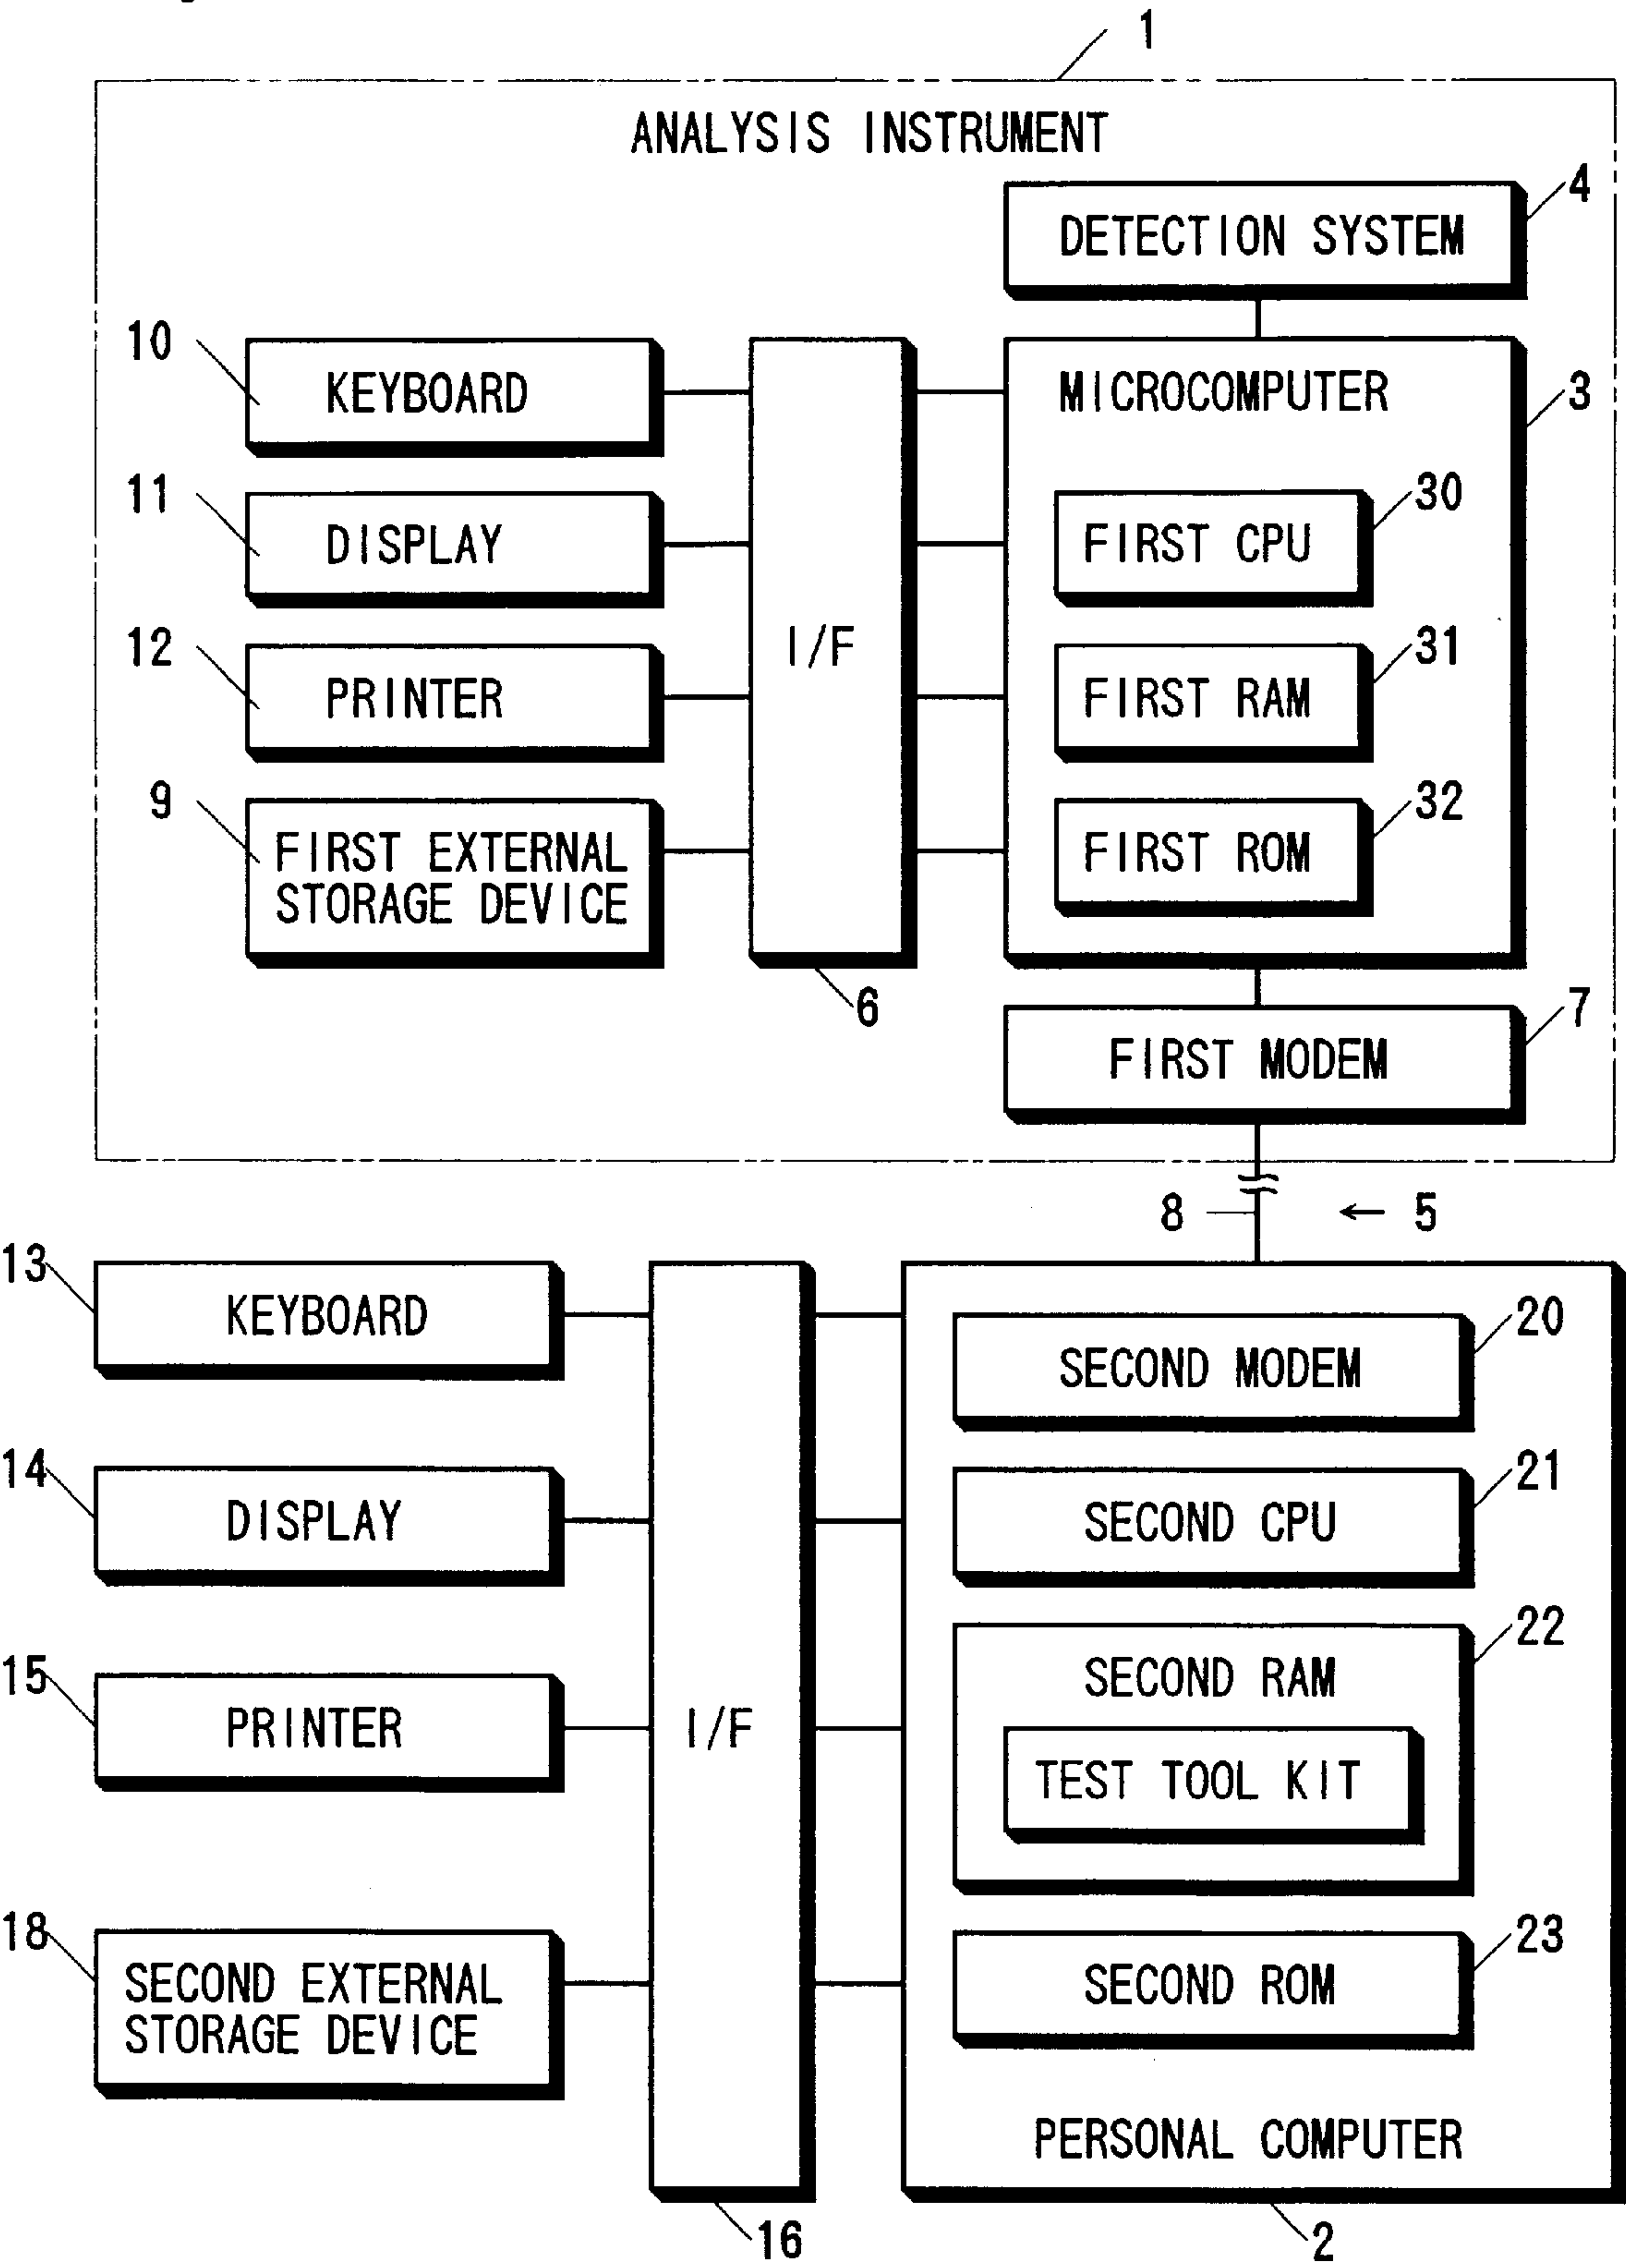 1
ANALYSIS INSTRUMENT
4
DETECTION SYSTEM
10
KEYBOARD
MICROCOMPUTER
3
11
DISPLAY
30
FIRST CPU
12
PRINTER
I/F
31
FIRST RAM
9
FIRST EXTERNAL
STORAGE DEVICE
32
FIRST ROM
6
7
FIRST MODEM
8
← 5
13
KEYBOARD
20
SECOND MODEM
14
DISPLAY
21
SECOND CPU
15
PRINTER
I/F
22
SECOND RAM
TEST TOOL KIT
18
SECOND EXTERNAL
STORAGE DEVICE
23
SECOND ROM
PERSONAL COMPUTER
16
2